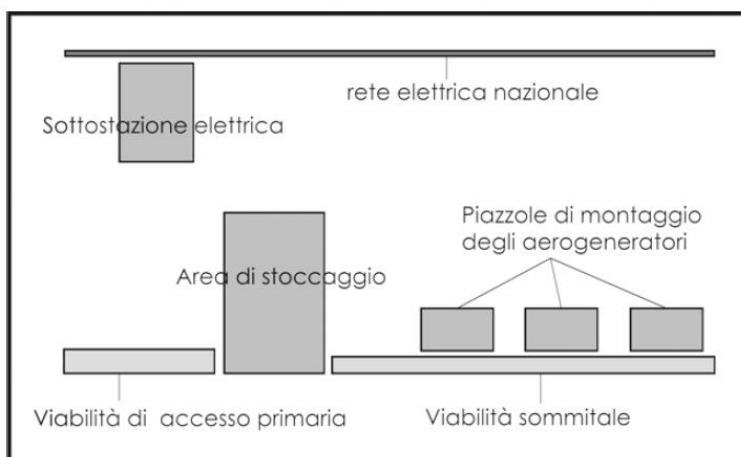 rete elettrica nazionale
Sottostazione elettrica
Piazzole di montaggio
degli aerogeneratori
Area di stoccaggio
Viabilità di accesso primaria
Viabilità sommitale